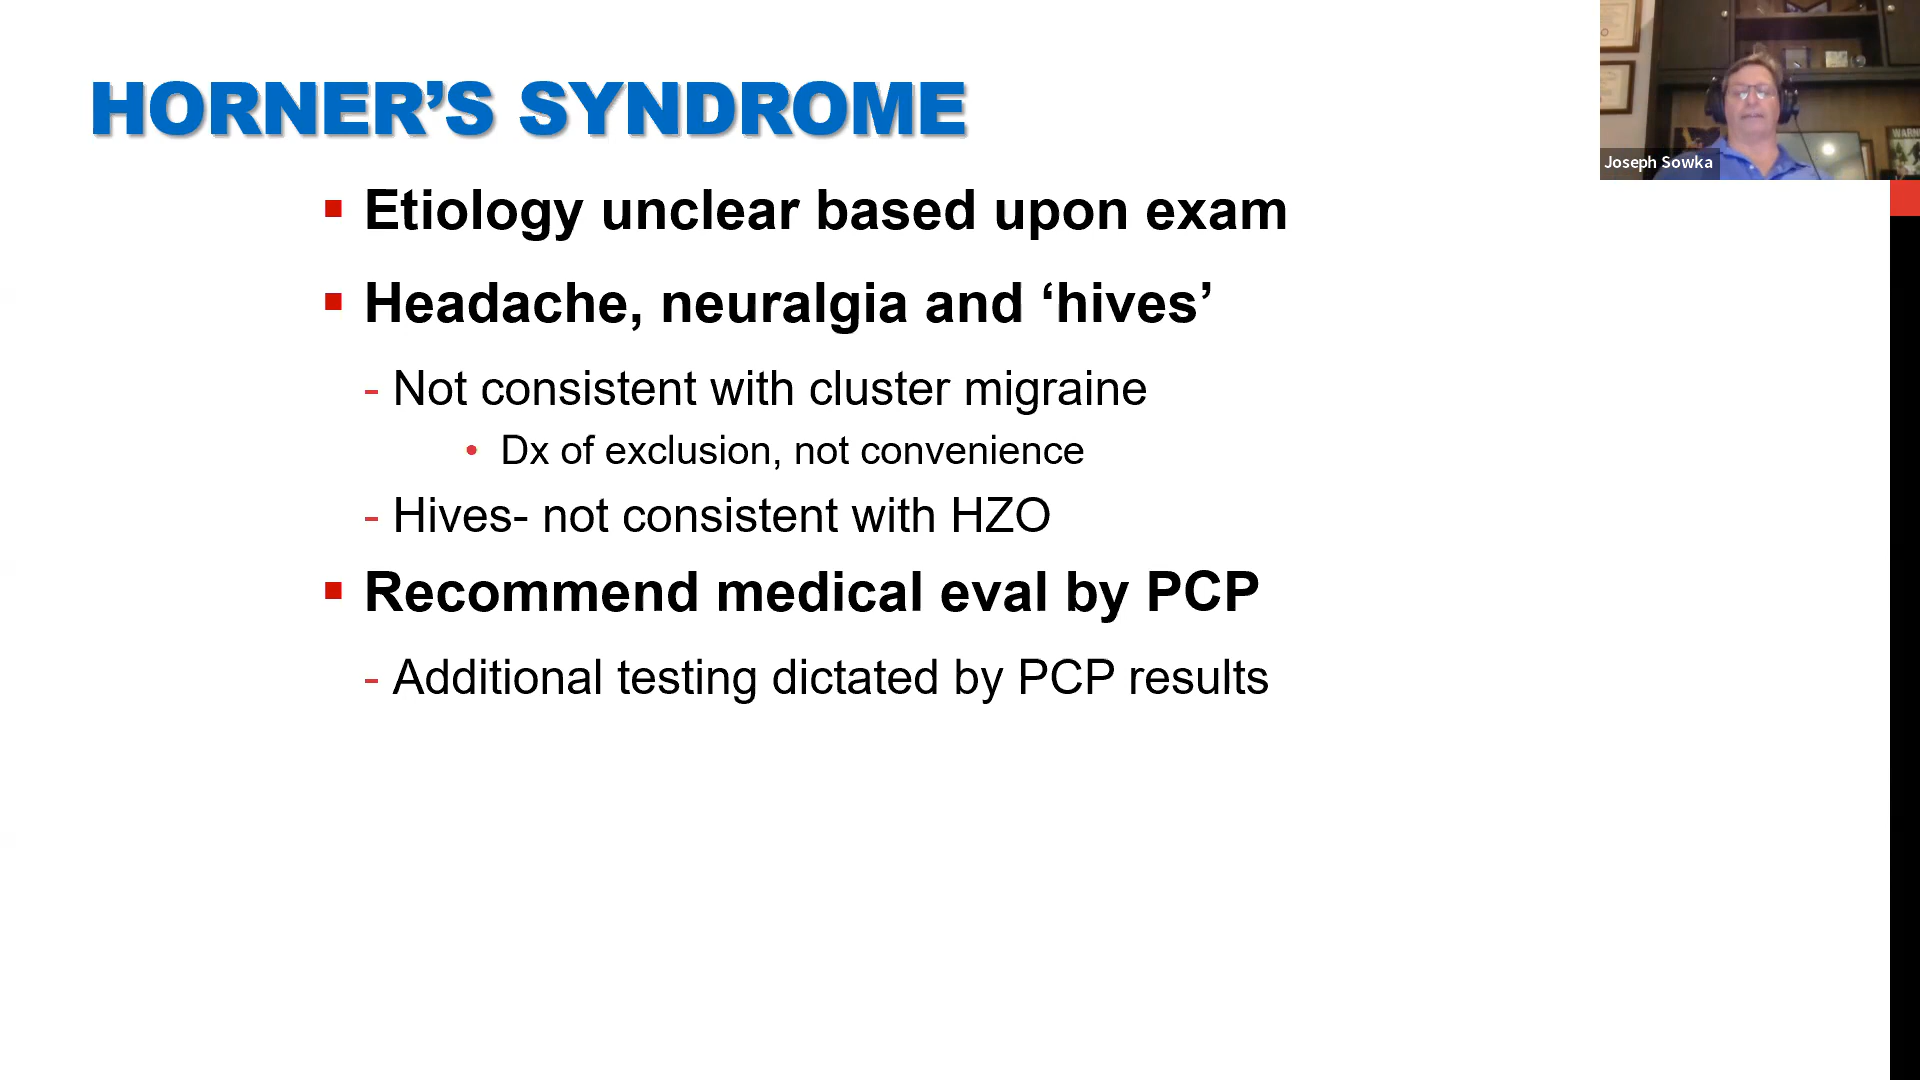 HORNER’S SYNDROME
▪ Etiology unclear based upon exam
▪ Headache, neuralgia and ‘hives’
- Not consistent with cluster migraine
• Dx of exclusion, not convenience
- Hives- not consistent with HZO
▪ Recommend medical eval by PCP
- Additional testing dictated by PCP results
Joseph Sowka